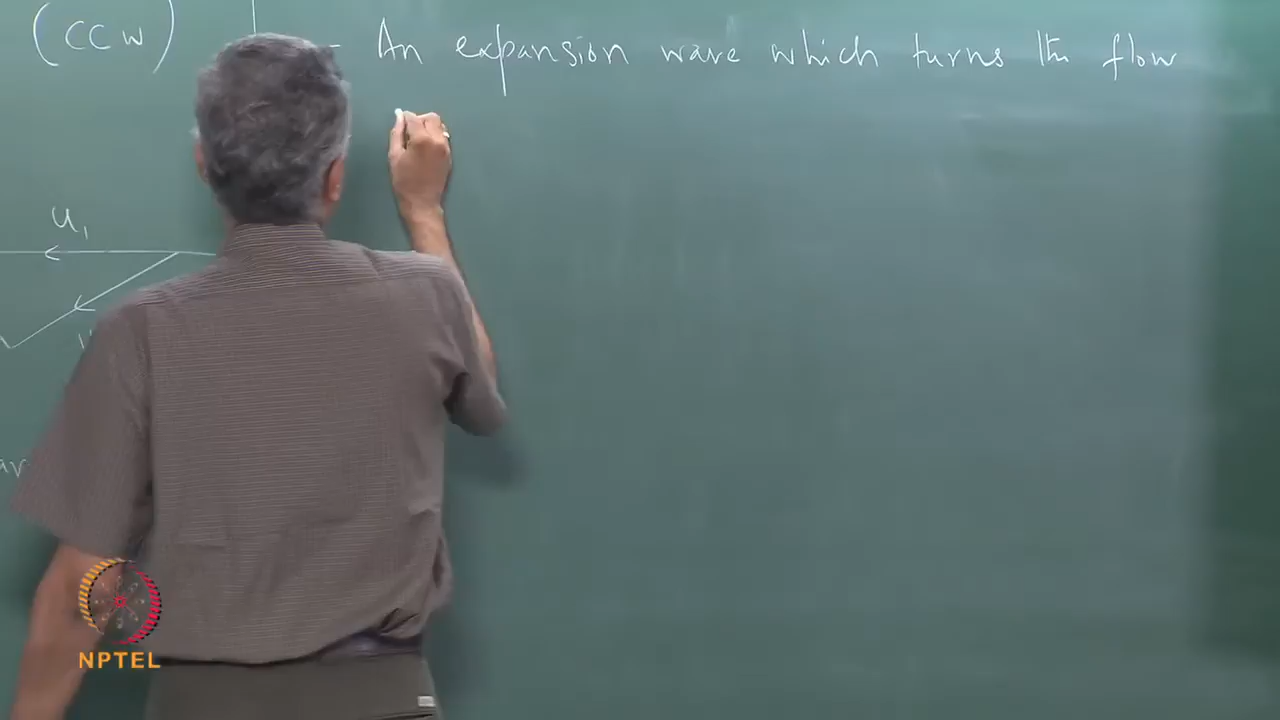 (CCW)
- An expansion wave which turns the flow
u₁
NPTEL